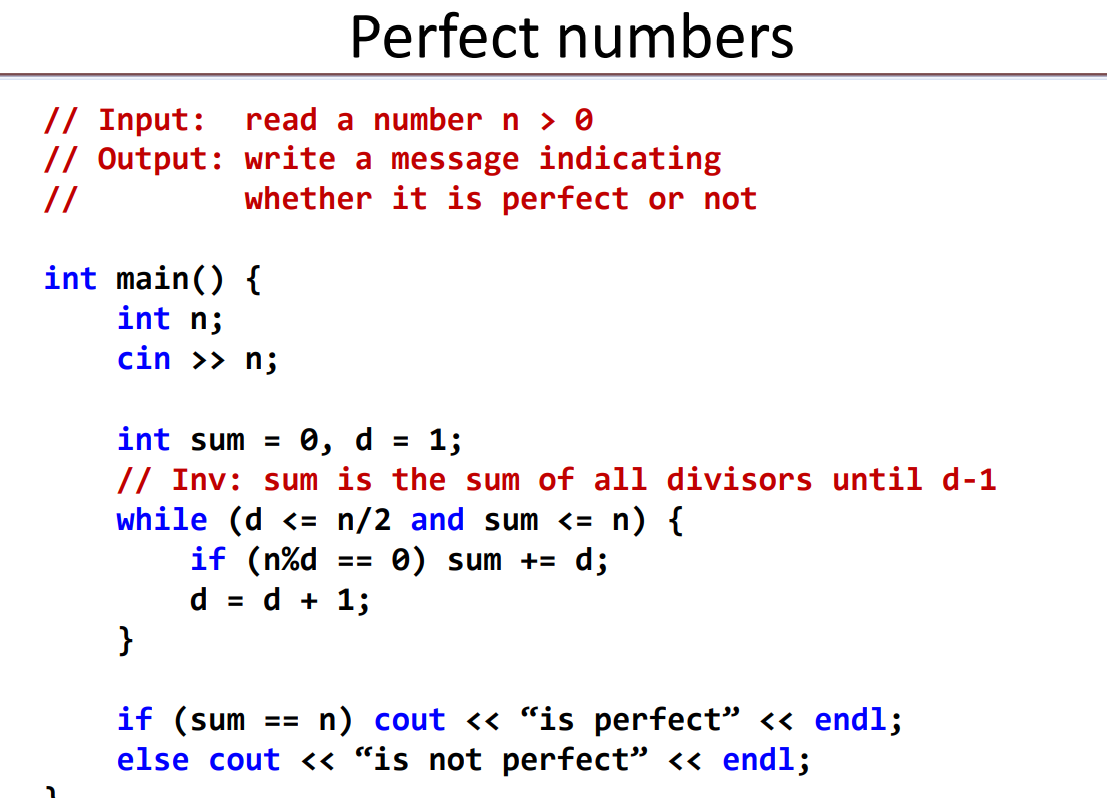 Perfect numbers
// Input:  read a number n > 0
// Output: write a message indicating
//         whether it is perfect or not
int main() {
    int n;
    cin >> n;
    int sum = 0, d = 1;
    // Inv: sum is the sum of all divisors until d-1
    while (d <= n/2 and sum <= n) {
        if (n%d == 0) sum += d;
        d = d + 1;
    }
    if (sum == n) cout << “is perfect” << endl;
    else cout << “is not perfect” << endl;
}